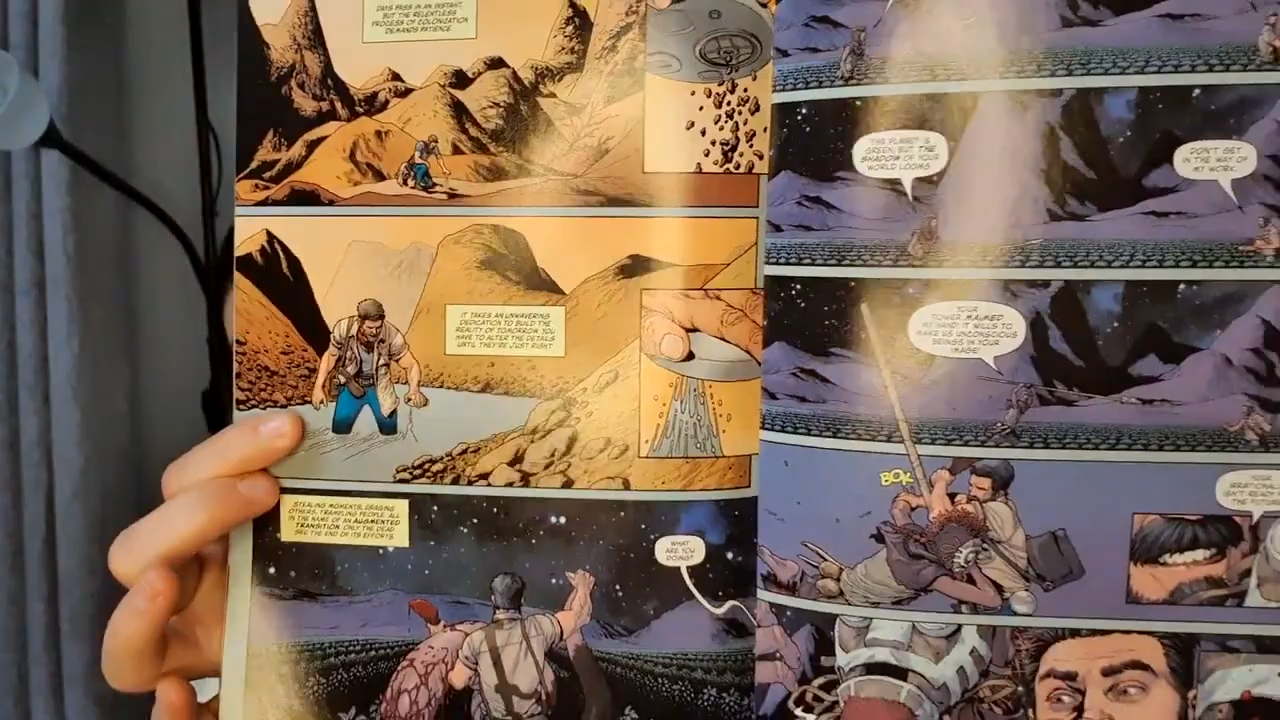 DAYS PASS IN AN INSTANT,
BUT THE RELENTLESS
PROCESS OF COLONIZATION
DEMANDS PATIENCE
IT TAKES AN UNWAVERING
DEDICATION TO BUILD THE
REALITY OF TOMORROW. YOU
HAVE TO ALTER THE DETAILS
UNTIL THEY'RE JUST RIGHT
STEALING MOMENTS, ERASING
OTHERS, TRAMPLING PEOPLE, ALL
IN THE NAME OF AN AUGMENTED
TRANSITION. ONLY THE DEAD
SEE THE END OF ITS EFFORTS.
WHAT
ARE YOU
DOING?
THE PLANET IS
GREEN, BUT THE
SHADOW OF YOUR
WORLD LOOMS.
DON'T GET
IN THE WAY OF
MY WORK.
YOUR
TOWER MAIMED
MY LAND! IT WILLS TO
MAKE US UNCONSCIOUS
BEINGS IN YOUR
IMAGE!
BOK
YOUR
ISN'T READY